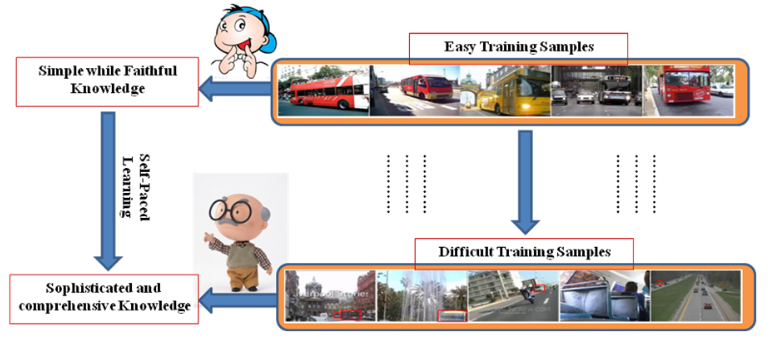 Easy Training Samples
Simple while Faithful
Knowledge
Self-Paced
Learning
Difficult Training Samples
Sophisticated and
comprehensive Knowledge